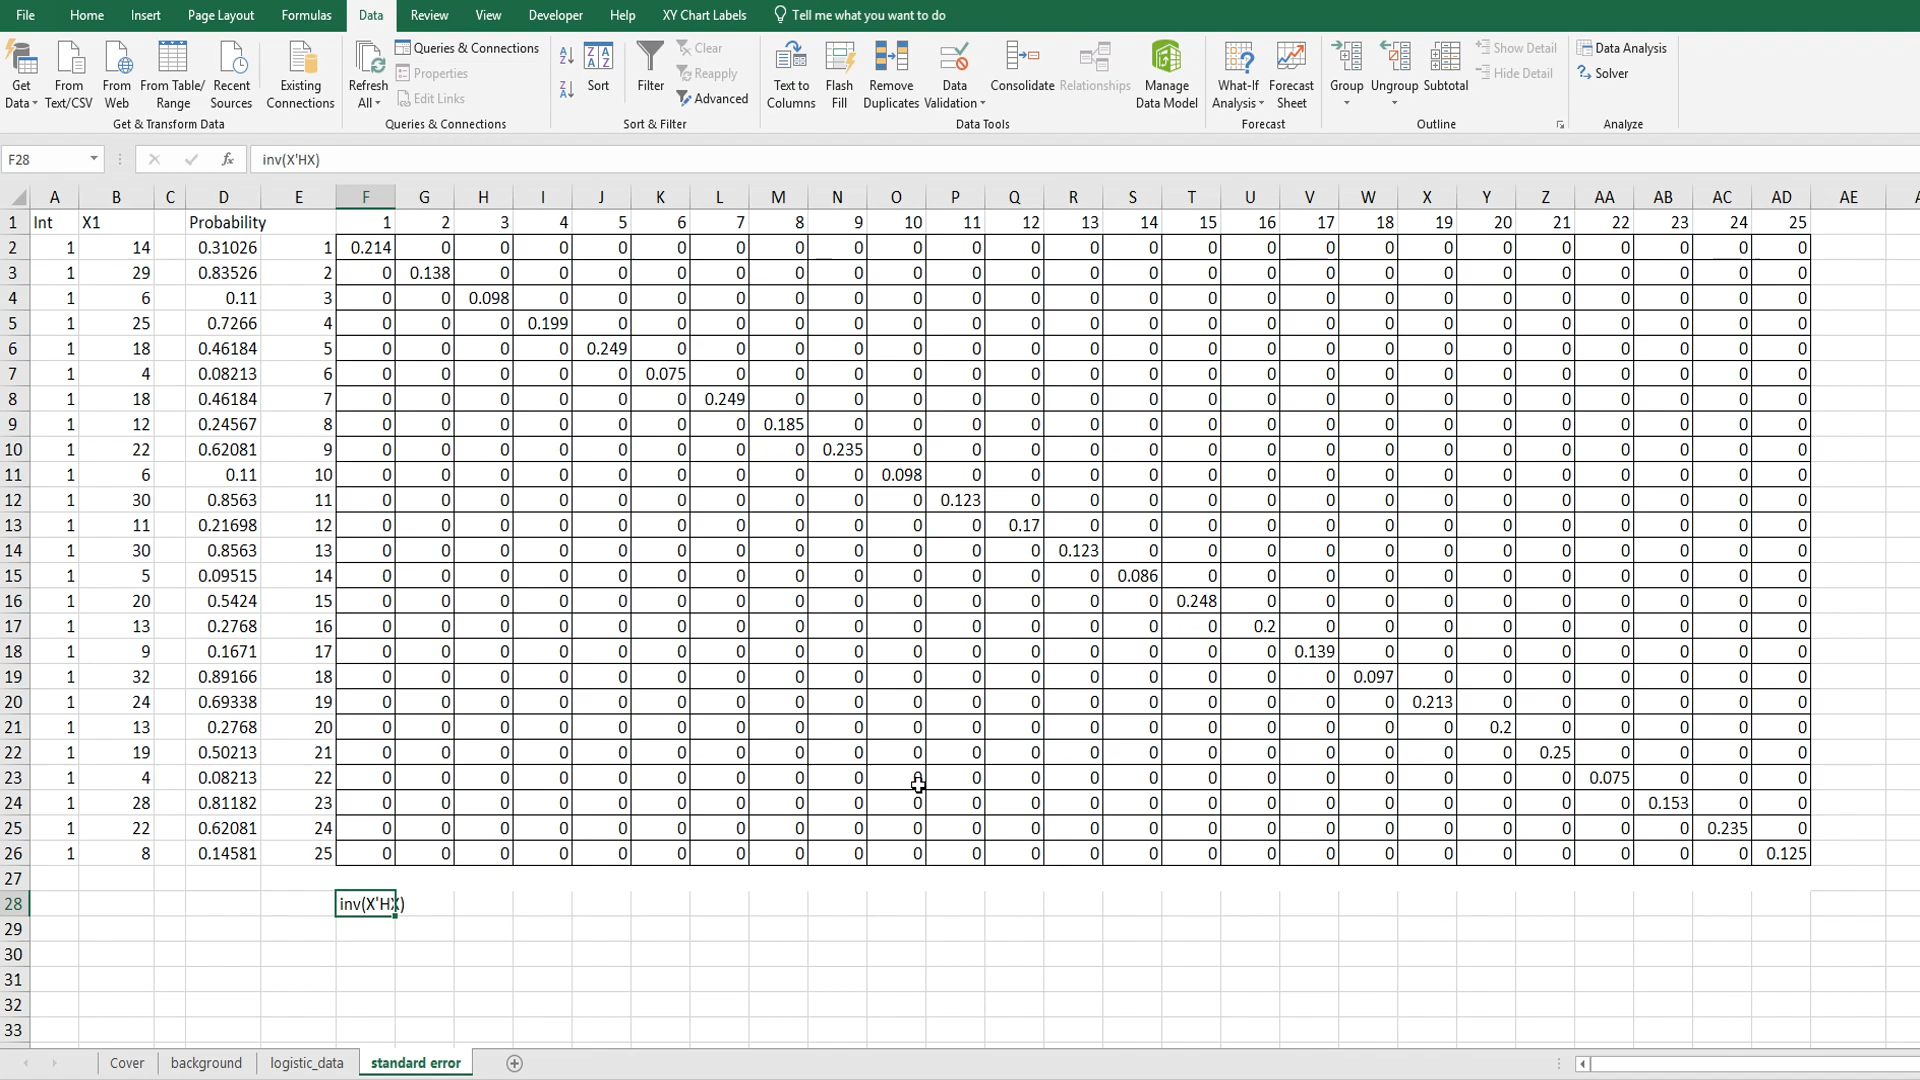 File Home Insert Page Layout Formulas Data Review View Developer Help XY Chart Labels Tell me what you want to do
Get Data From Text/CSV From Web From Table/ Range Recent Sources Existing Connections
Get & Transform Data
Refresh All Queries & Connections Properties Edit Links
Queries & Connections
Sort Filter Clear Reapply Advanced
Sort & Filter
Text to Columns Flash Fill Remove Duplicates Data Validation Consolidate Relationships Manage Data Model
Data Tools
What-If Analysis Forecast Sheet
Forecast
Group Ungroup Subtotal Show Detail Hide Detail
Outline
Data Analysis Solver
Analyze
F28 fx inv(X'HX)
A B C D E F G H I J K L M N O P Q R S T U V W X Y Z AA AB AC AD AE
1 Int X1 Probability 1 2 3 4 5 6 7 8 9 10 11 12 13 14 15 16 17 18 19 20 21 22 23 24 25
2 1 14 0.31026 1 0.214 0 0 0 0 0 0 0 0 0 0 0 0 0 0 0 0 0 0 0 0 0 0 0 0
3 1 29 0.83526 2 0 0.138 0 0 0 0 0 0 0 0 0 0 0 0 0 0 0 0 0 0 0 0 0 0 0
4 1 6 0.11 3 0 0 0.098 0 0 0 0 0 0 0 0 0 0 0 0 0 0 0 0 0 0 0 0 0 0
5 1 25 0.7266 4 0 0 0 0.199 0 0 0 0 0 0 0 0 0 0 0 0 0 0 0 0 0 0 0 0 0
6 1 18 0.46184 5 0 0 0 0 0.249 0 0 0 0 0 0 0 0 0 0 0 0 0 0 0 0 0 0 0 0
7 1 4 0.08213 6 0 0 0 0 0 0.075 0 0 0 0 0 0 0 0 0 0 0 0 0 0 0 0 0 0 0
8 1 18 0.46184 7 0 0 0 0 0 0 0.249 0 0 0 0 0 0 0 0 0 0 0 0 0 0 0 0 0 0
9 1 12 0.24567 8 0 0 0 0 0 0 0 0.185 0 0 0 0 0 0 0 0 0 0 0 0 0 0 0 0 0
10 1 22 0.62081 9 0 0 0 0 0 0 0 0 0.235 0 0 0 0 0 0 0 0 0 0 0 0 0 0 0 0
11 1 6 0.11 10 0 0 0 0 0 0 0 0 0 0.098 0 0 0 0 0 0 0 0 0 0 0 0 0 0 0
12 1 30 0.8563 11 0 0 0 0 0 0 0 0 0 0 0.123 0 0 0 0 0 0 0 0 0 0 0 0 0 0
13 1 11 0.21698 12 0 0 0 0 0 0 0 0 0 0 0 0.17 0 0 0 0 0 0 0 0 0 0 0 0 0
14 1 30 0.8563 13 0 0 0 0 0 0 0 0 0 0 0 0 0.123 0 0 0 0 0 0 0 0 0 0 0 0
15 1 5 0.09515 14 0 0 0 0 0 0 0 0 0 0 0 0 0 0.086 0 0 0 0 0 0 0 0 0 0 0
16 1 20 0.5424 15 0 0 0 0 0 0 0 0 0 0 0 0 0 0 0.248 0 0 0 0 0 0 0 0 0 0
17 1 13 0.2768 16 0 0 0 0 0 0 0 0 0 0 0 0 0 0 0 0.2 0 0 0 0 0 0 0 0 0
18 1 9 0.1671 17 0 0 0 0 0 0 0 0 0 0 0 0 0 0 0 0 0.139 0 0 0 0 0 0 0 0
19 1 32 0.89166 18 0 0 0 0 0 0 0 0 0 0 0 0 0 0 0 0 0 0.097 0 0 0 0 0 0 0
20 1 24 0.69338 19 0 0 0 0 0 0 0 0 0 0 0 0 0 0 0 0 0 0 0.213 0 0 0 0 0 0
21 1 13 0.2768 20 0 0 0 0 0 0 0 0 0 0 0 0 0 0 0 0 0 0 0 0.2 0 0 0 0 0
22 1 19 0.50213 21 0 0 0 0 0 0 0 0 0 0 0 0 0 0 0 0 0 0 0 0 0.25 0 0 0 0
23 1 4 0.08213 22 0 0 0 0 0 0 0 0 0 0 0 0 0 0 0 0 0 0 0 0 0 0.075 0 0 0
24 1 28 0.81182 23 0 0 0 0 0 0 0 0 0 0 0 0 0 0 0 0 0 0 0 0 0 0 0.153 0 0
25 1 22 0.62081 24 0 0 0 0 0 0 0 0 0 0 0 0 0 0 0 0 0 0 0 0 0 0 0 0.235 0
26 1 8 0.14581 25 0 0 0 0 0 0 0 0 0 0 0 0 0 0 0 0 0 0 0 0 0 0 0 0 0.125
27
28 inv(X'HX)
29
30
31
32
33
Cover background logistic_data standard error